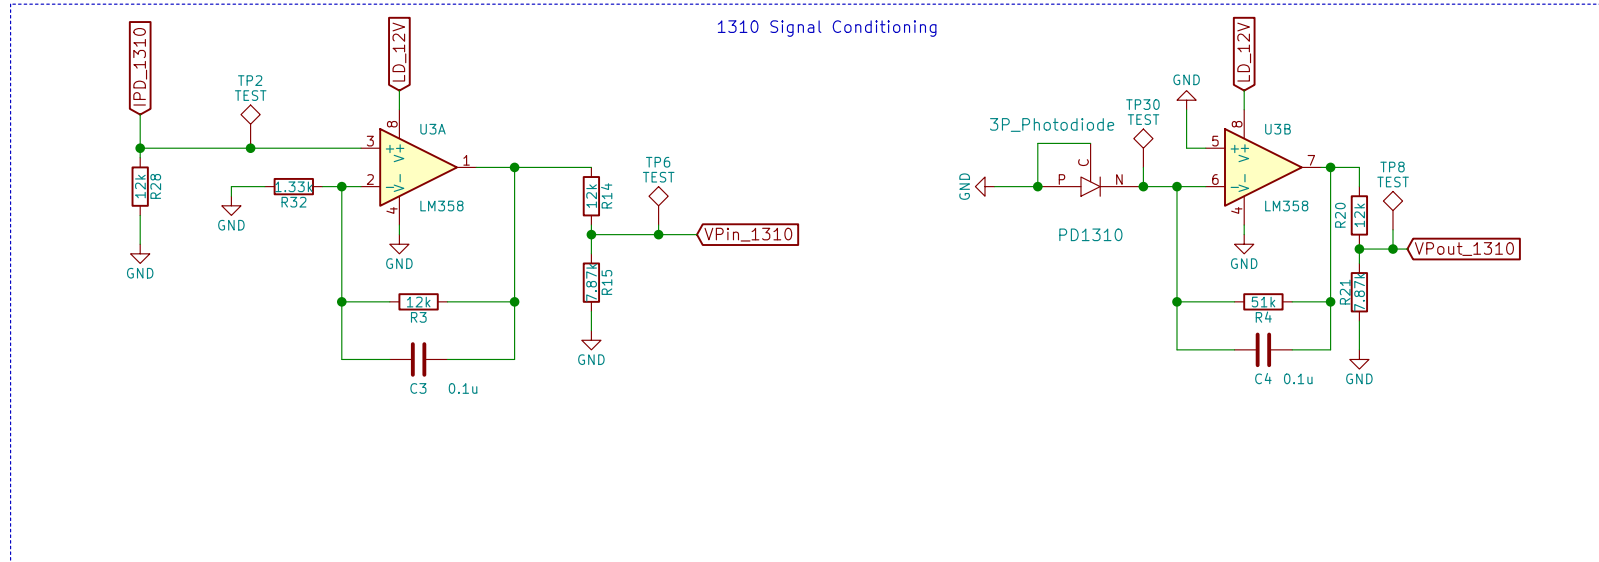 1310 Signal Conditioning
IPD_1310
TP2
TEST
LD_12V
U3A
8
3
++
V
1
2
V-
-
4
LM358
12k
R28
GND
1.33k
R32
GND
GND
12k
R3
C3
0.1u
12k
R14
TP6
TEST
VPin_1310
7.87k
R15
GND
3P_Photodiode
GND
P
C
N
PD1310
TP30
TEST
GND
LD_12V
U3B
8
5
++
V
7
6
V-
-
4
LM358
GND
51k
R4
C4
0.1u
TP8
TEST
R20
12k
VPout_1310
R21
7.87k
GND